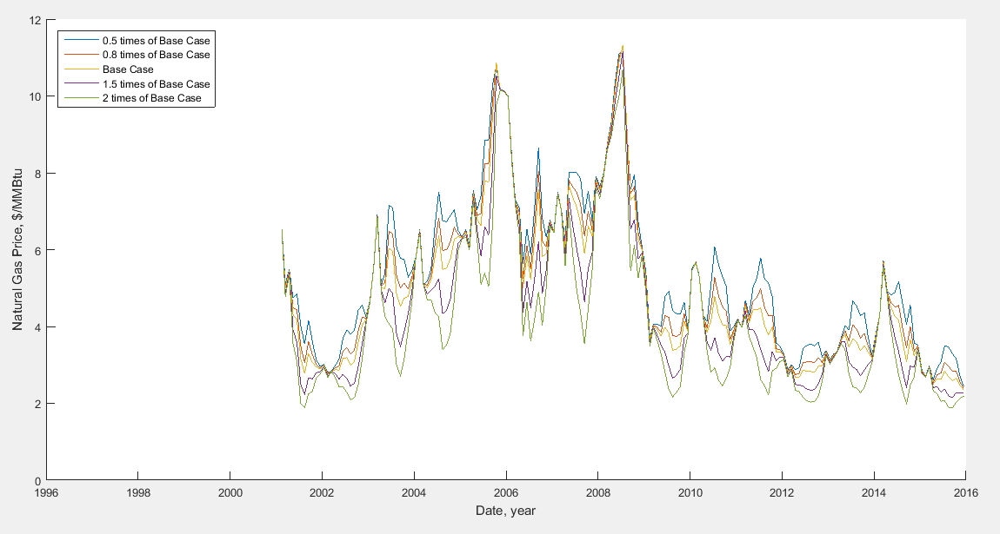 12
10
8
6
4
2
0
Natural Gas Price, $/MMBtu
0.5 times of Base Case
0.8 times of Base Case
Base Case
1.5 times of Base Case
2 times of Base Case
1996 1998 2000 2002 2004 2006 2008 2010 2012 2014 2016
Date, year